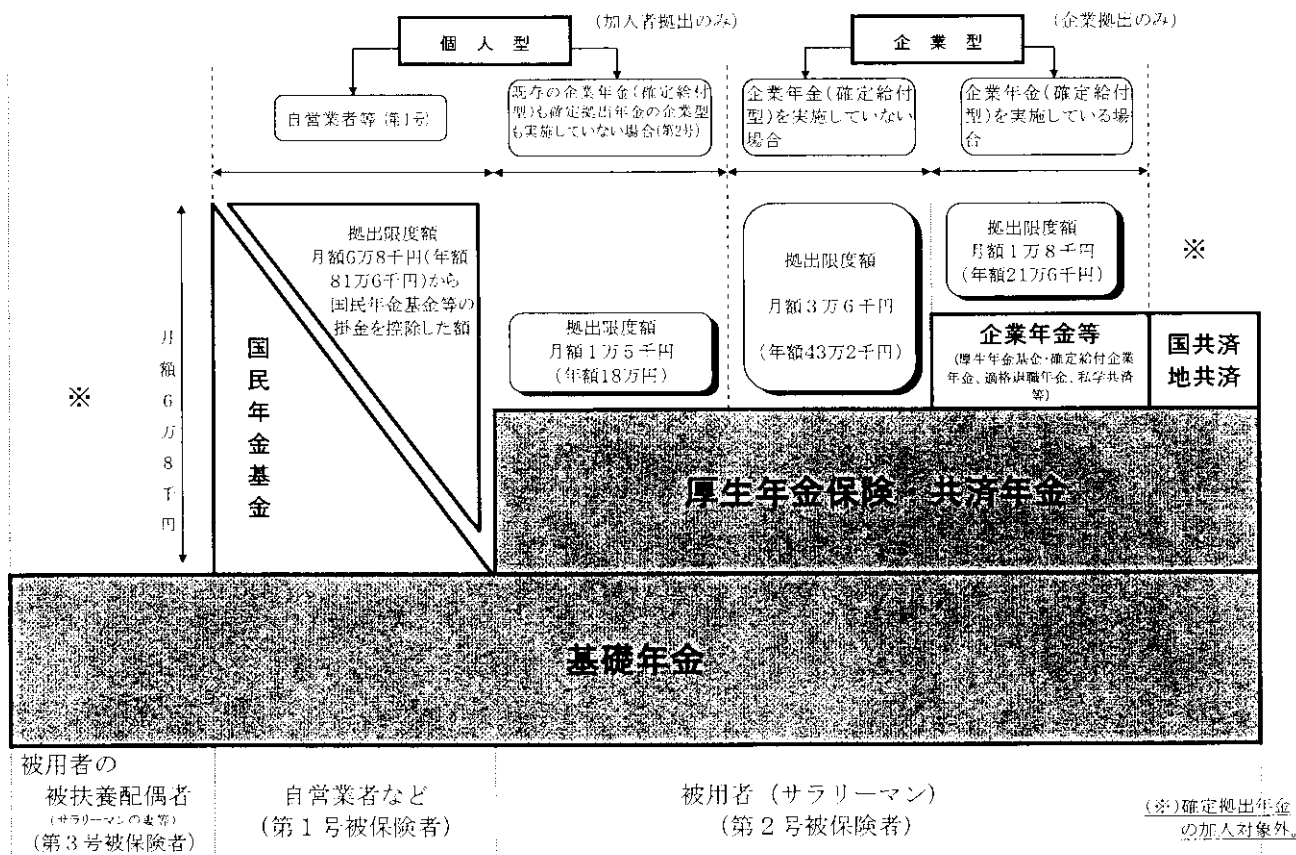 (加入者拠出のみ)
個人型
(企業拠出のみ)
企業型
自営業者等(第1号)
既存の企業年金(確定給付
型)も確定拠出年金の企業型
も実施していない場合(第2号)
企業年金(確定給付
型)を実施していない
場合
企業年金(確定給付
型)を実施している場
合
月額6万8千円
※
国民年金基金
拠出限度額
月額6万8千円(年額
81万6千円)から
国民年金基金等の
掛金を控除した額
拠出限度額
月額1万5千円
(年額18万円)
拠出限度額
月額3万6千円
(年額43万2千円)
拠出限度額
月額1万8千円
(年額21万6千円)
※
企業年金等
(厚生年金基金・確定給付企業
年金、適格退職年金、私学共済
等)
国共済
地共済
厚生年金保険 共済年金
基礎年金
被用者の
被扶養配偶者
(サラリーマンの妻等)
(第3号被保険者)
自営業者など
(第1号被保険者)
被用者(サラリーマン)
(第2号被保険者)
(※)確定拠出年金
の加入対象外。